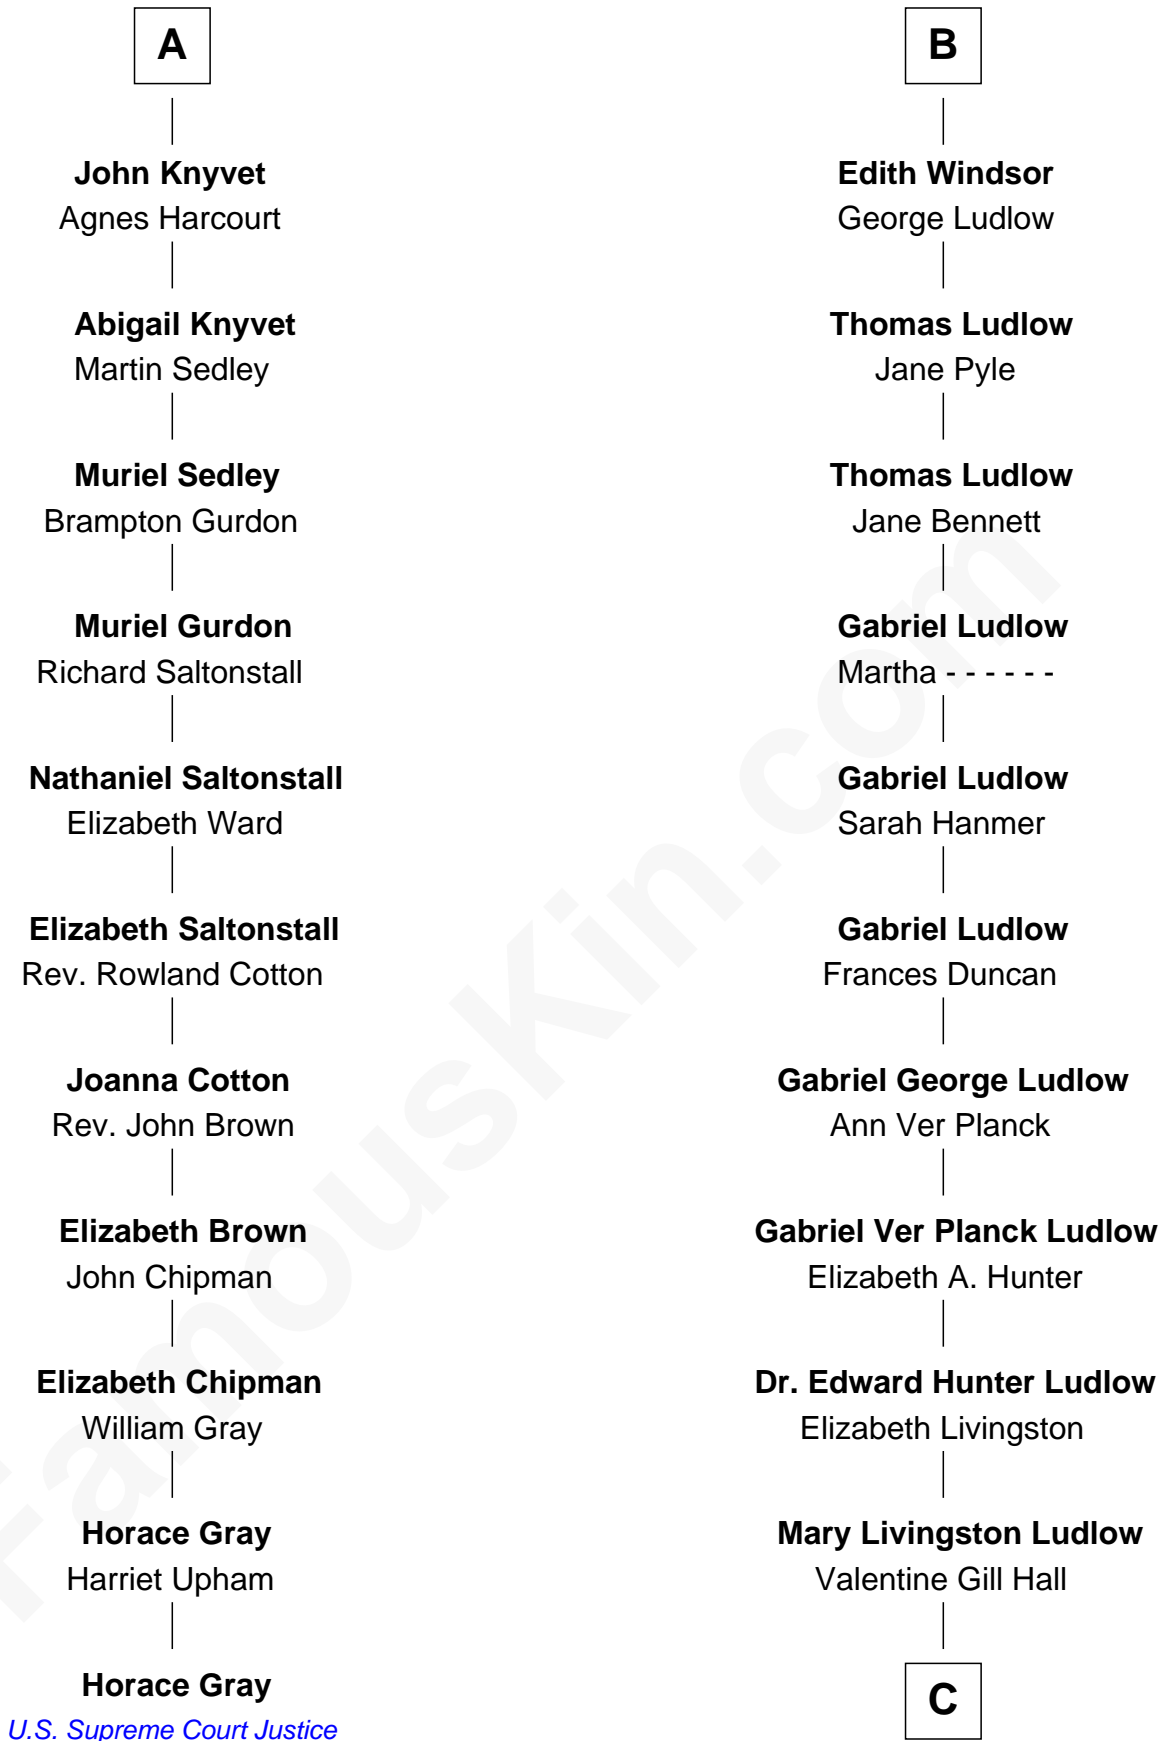 A
John Knyvet
Agnes Harcourt
Abigail Knyvet
Martin Sedley
Muriel Sedley
Brampton Gurdon
Muriel Gurdon
Richard Saltonstall
Nathaniel Saltonstall
Elizabeth Ward
Elizabeth Saltonstall
Rev. Rowland Cotton
Joanna Cotton
Rev. John Brown
Elizabeth Brown
John Chipman
Elizabeth Chipman
William Gray
Horace Gray
Harriet Upham
Horace Gray
U.S. Supreme Court Justice
B
Edith Windsor
George Ludlow
Thomas Ludlow
Jane Pyle
Thomas Ludlow
Jane Bennett
Gabriel Ludlow
Martha - - - - - -
Gabriel Ludlow
Sarah Hanmer
Gabriel Ludlow
Frances Duncan
Gabriel George Ludlow
Ann Ver Planck
Gabriel Ver Planck Ludlow
Elizabeth A. Hunter
Dr. Edward Hunter Ludlow
Elizabeth Livingston
Mary Livingston Ludlow
Valentine Gill Hall
C
FamousKin.com